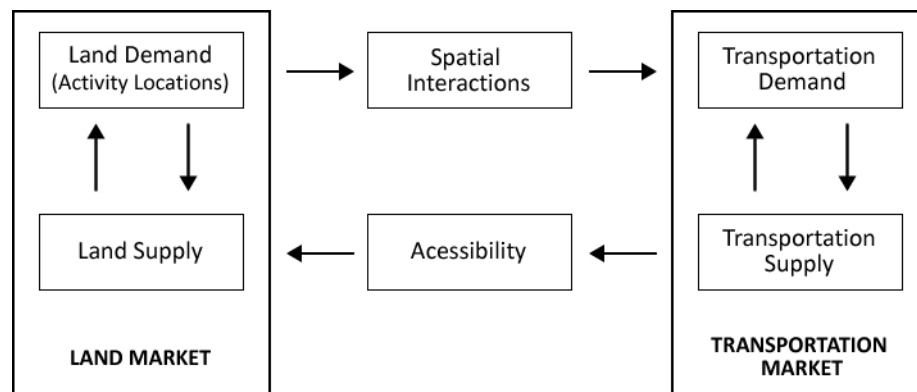 Land Demand
(Activity Locations)
Spatial
Interactions
Transportation
Demand
Land Supply
Acessibility
Transportation
Supply
LAND MARKET
TRANSPORTATION
MARKET